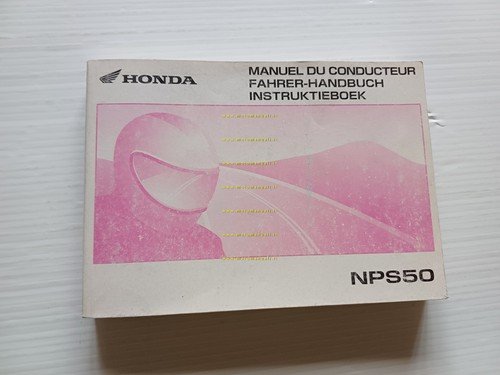 HONDA
MANUEL DU CONDUCTEUR
FAHRER-HANDBUCH
INSTRUKTIEBOEK
NPS50